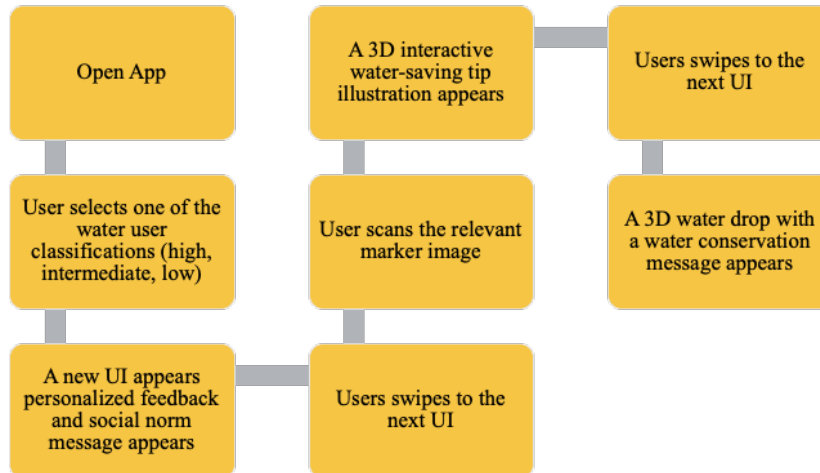 Open App
User selects one of the
water user
classifications (high,
intermediate, low)
A new UI appears
personalized feedback
and social norm
message appears
Users swipes to the
next UI
User scans the relevant
marker image
A 3D interactive
water-saving tip
illustration appears
Users swipes to the
next UI
A 3D water drop with
a water conservation
message appears